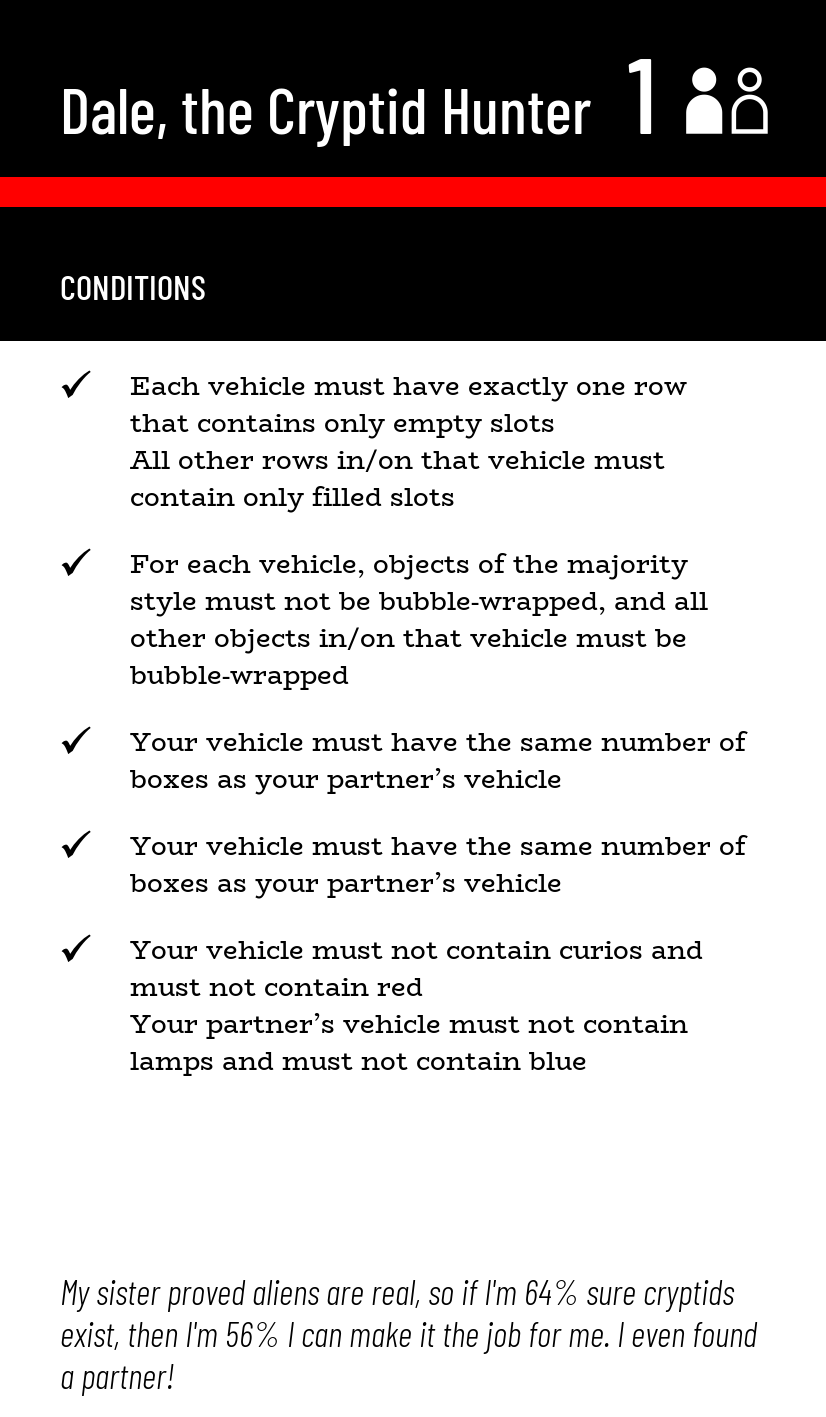 Dale, the Cryptid Hunter 1
CONDITIONS
✓ Each vehicle must have exactly one row
that contains only empty slots
All other rows in/on that vehicle must
contain only filled slots
✓ For each vehicle, objects of the majority
style must not be bubble-wrapped, and all
other objects in/on that vehicle must be
bubble-wrapped
✓ Your vehicle must have the same number of
boxes as your partner’s vehicle
✓ Your vehicle must have the same number of
boxes as your partner’s vehicle
✓ Your vehicle must not contain curios and
must not contain red
Your partner’s vehicle must not contain
lamps and must not contain blue
My sister proved aliens are real, so if I'm 64% sure cryptids
exist, then I'm 56% I can make it the job for me. I even found
a partner!